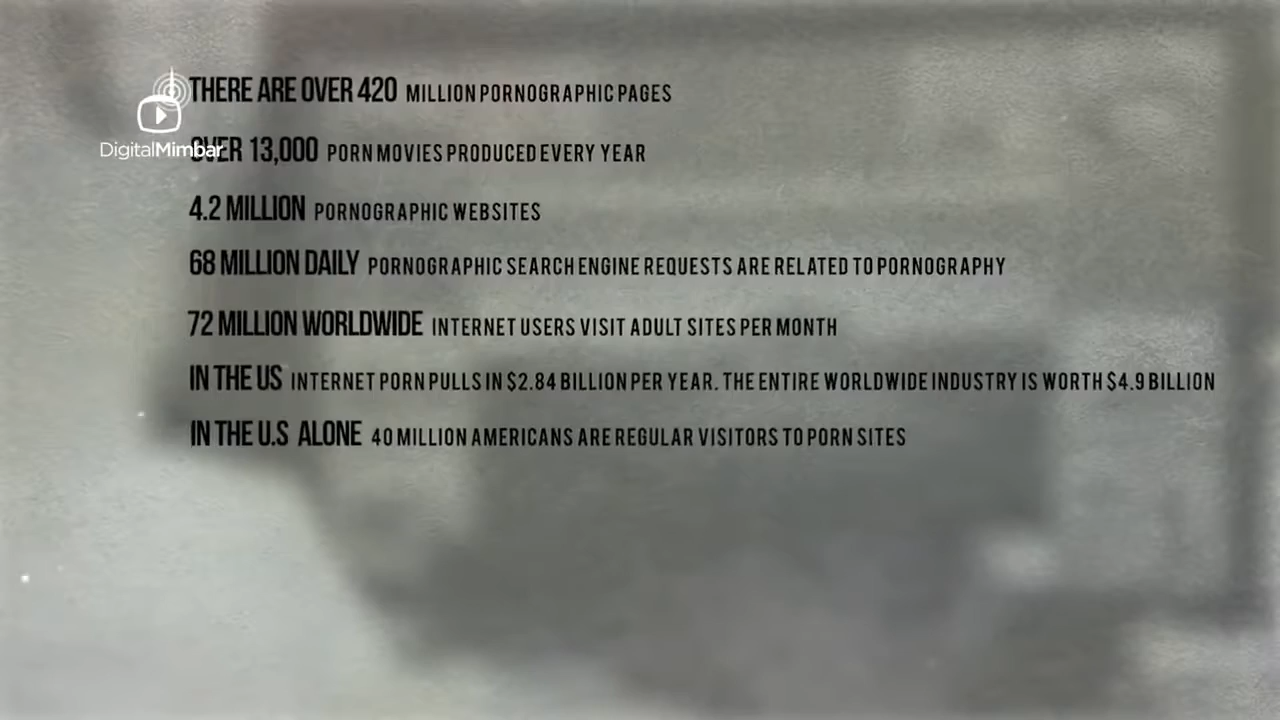 THERE ARE OVER 420 MILLION PORNOGRAPHIC PAGES
DigitalMimbar
OVER 13,000 PORN MOVIES PRODUCED EVERY YEAR
4.2 MILLION PORNOGRAPHIC WEBSITES
68 MILLION DAILY PORNOGRAPHIC SEARCH ENGINE REQUESTS ARE RELATED TO PORNOGRAPHY
72 MILLION WORLDWIDE INTERNET USERS VISIT ADULT SITES PER MONTH
IN THE US INTERNET PORN PULLS IN $2.84 BILLION PER YEAR. THE ENTIRE WORLDWIDE INDUSTRY IS WORTH $4.9 BILLION
IN THE U.S ALONE 40 MILLION AMERICANS ARE REGULAR VISITORS TO PORN SITES